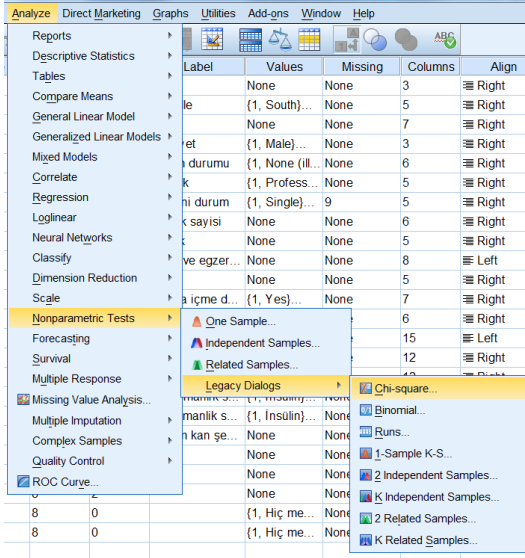 Analyze Direct Marketing Graphs Utilities Add-ons Window Help
Reports
Descriptive Statistics
Tables
Compare Means
General Linear Model
Generalized Linear Models
Mixed Models
Correlate
Regression
Loglinear
Neural Networks
Classify
Dimension Reduction
Scale
Nonparametric Tests
Forecasting
Survival
Multiple Response
Missing Value Analysis...
Multiple Imputation
Complex Samples
Quality Control
ROC Curve...
One Sample...
Independent Samples...
Related Samples...
Legacy Dialogs
Chi-square...
Binomial...
Runs...
1-Sample K-S...
2 Independent Samples...
K Independent Samples...
2 Related Samples...
K Related Samples...
ABC
Label Values Missing Columns Align
None None 3 Right
le {1, South}... None 5 Right
None None 7 Right
et {1, Male}... None 3 Right
durumu {1, None (ill... None 6 Right
k {1, Profess... None 5 Right
ni durum {1, Single}... 9 5 Right
k sayisi None None 6 Right
None None 5 Right
ve egzer... None None 8 Left
None None 5 Right
a içme d... {1, Yes}... None 7 Right
6 Right
15 Left
12 Right
manlik s... {1, İnsülin}...
manlik s... {1, İnsülin}... None
n kan şe... None None
None None
None None
8 0 {1, Hiç me... None
8 0 {1, Hiç me... None